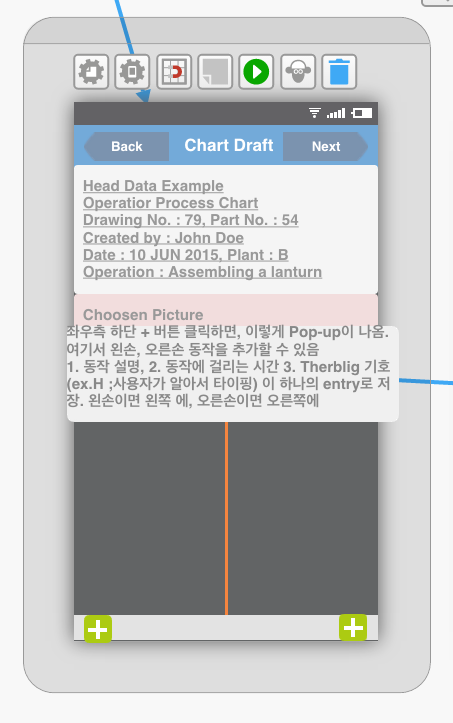 Back
Chart Draft
Next
Head Data Example
Operatior Process Chart
Drawing No. : 79, Part No. : 54
Created by : John Doe
Date : 10 JUN 2015, Plant : B
Operation : Assembling a lanturn
Choosen Picture
좌우측 하단 + 버튼 클릭하면, 이렇게 Pop-up이 나옴.
여기서 왼손, 오른손 동작을 추가할 수 있음
1. 동작 설명, 2. 동작에 걸리는 시간 3. Therblig 기호
(ex.H ;사용자가 알아서 타이핑) 이 하나의 entry로 저
장. 왼손이면 왼쪽 에, 오른손이면 오른쪽에